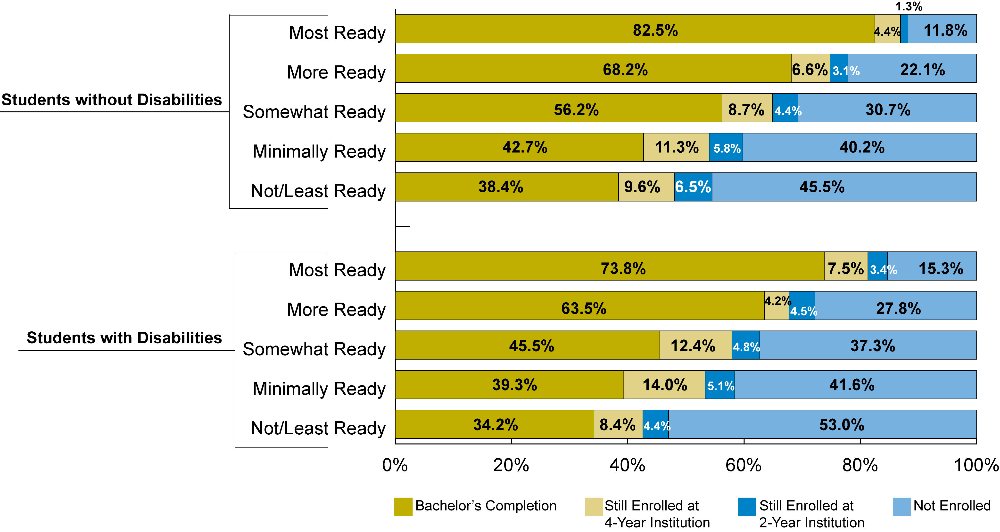 1.3%
Most Ready 82.5% 4.4% 11.8%
More Ready 68.2% 6.6% 3.1% 22.1%
Students without Disabilities
Somewhat Ready 56.2% 8.7% 4.4% 30.7%
Minimally Ready 42.7% 11.3% 5.8% 40.2%
Not/Least Ready 38.4% 9.6% 6.5% 45.5%
Most Ready 73.8% 7.5% 3.4% 15.3%
More Ready 63.5% 4.2% 4.5% 27.8%
Students with Disabilities
Somewhat Ready 45.5% 12.4% 4.8% 37.3%
Minimally Ready 39.3% 14.0% 5.1% 41.6%
Not/Least Ready 34.2% 8.4% 4.4% 53.0%
0% 20% 40% 60% 80% 100%
Bachelor’s Completion
Still Enrolled at
4-Year Institution
Still Enrolled at
2-Year Institution
Not Enrolled